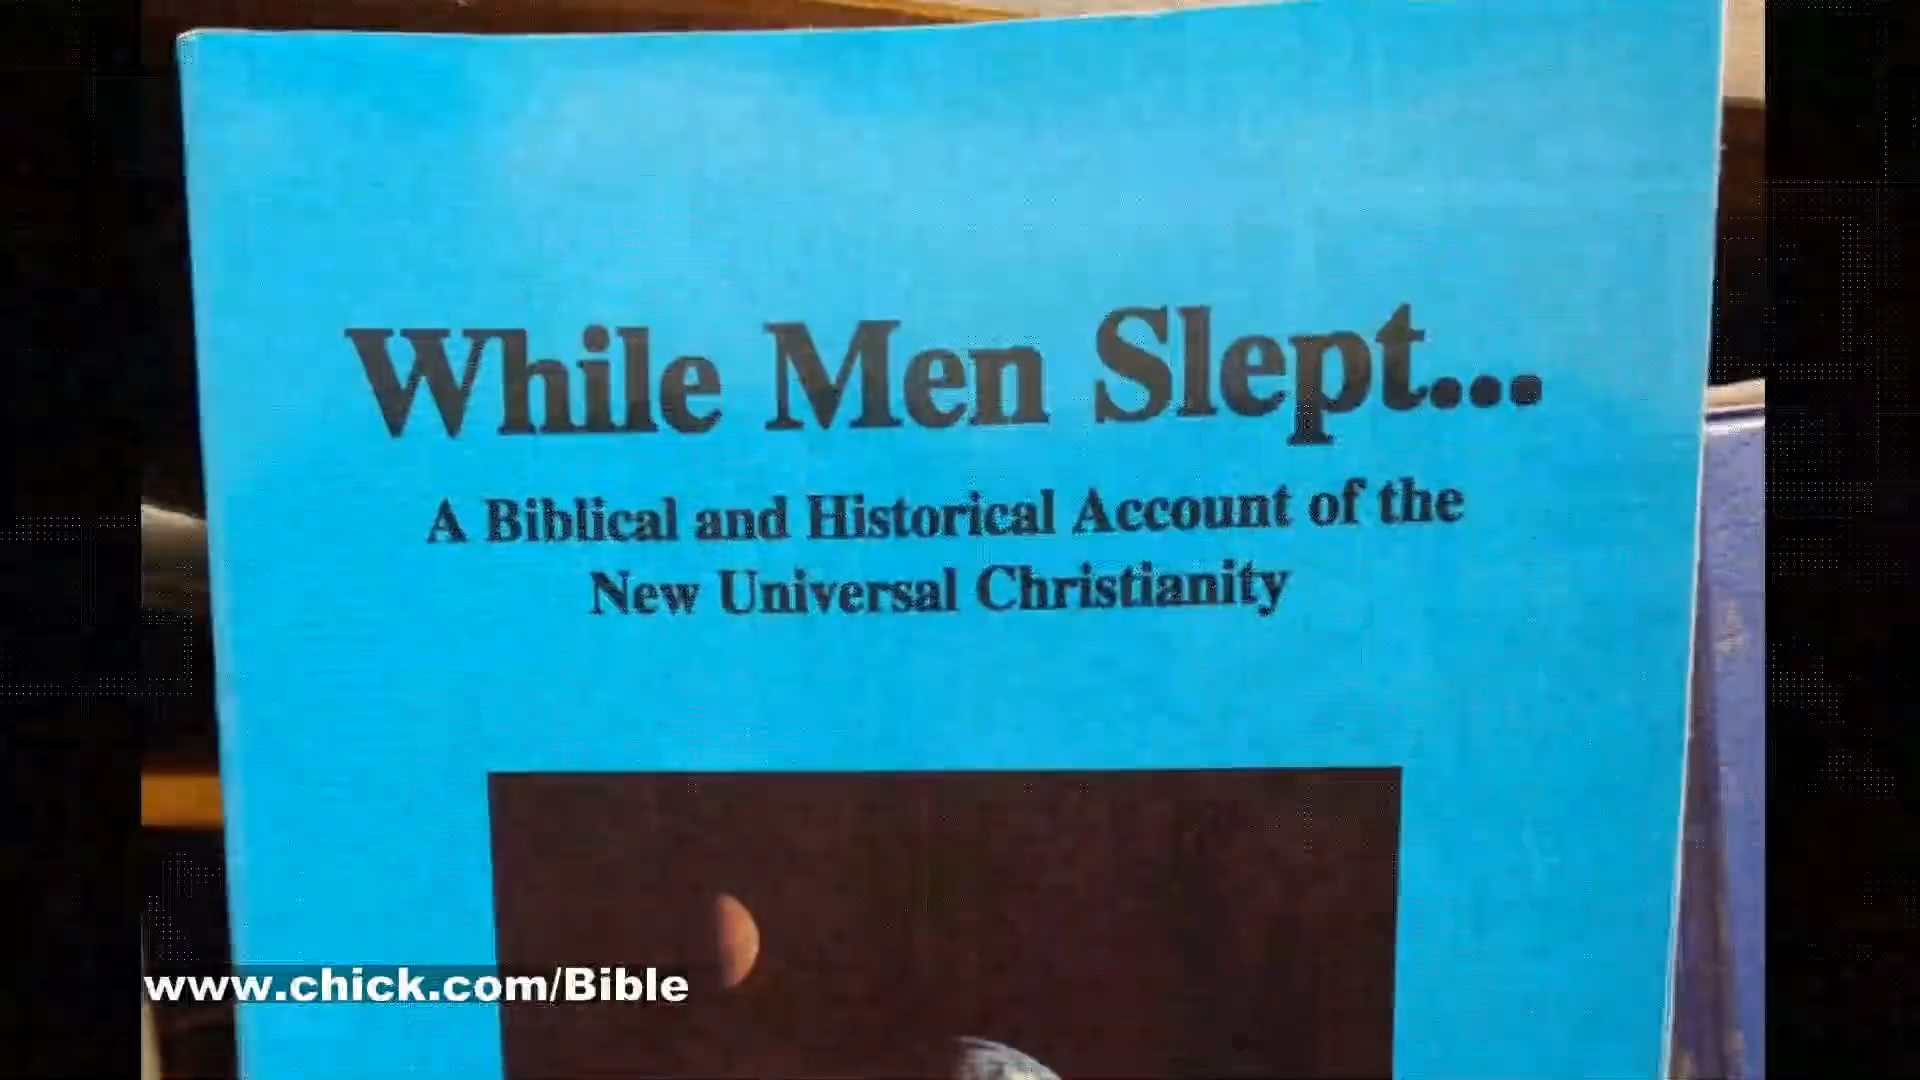 While Men Slept...
A Biblical and Historical Account of the
New Universal Christianity
www.chick.com/Bible